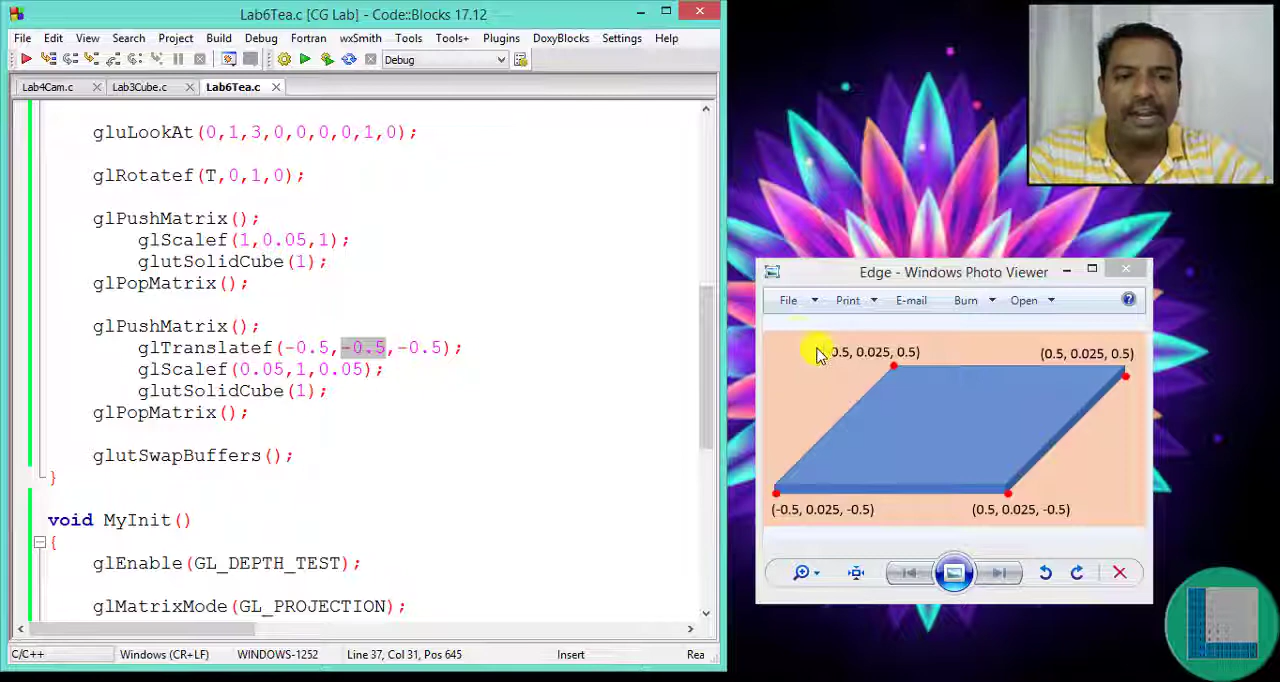 Lab6Tea.c [CG Lab] - Code::Blocks 17.12
File Edit View Search Project Build Debug Fortran wxSmith Tools Tools+ Plugins DoxyBlocks Settings Help
Debug
Lab4Cam.c Lab3Cube.c Lab6Tea.c
gluLookAt(0,1,3,0,0,0,0,1,0);
glRotatef(T,0,1,0);
glPushMatrix();
glScalef(1,0.05,1);
glutSolidCube(1);
glPopMatrix();
glPushMatrix();
glTranslatef(-0.5,-0.5,-0.5);
glScalef(0.05,1,0.05);
glutSolidCube(1);
glPopMatrix();
glutSwapBuffers();
}
void MyInit()
{
glEnable(GL_DEPTH_TEST);
glMatrixMode(GL_PROJECTION);
C/C++ Windows (CR+LF) WINDOWS-1252 Line 37, Col 31, Pos 645 Insert Rea
Edge - Windows Photo Viewer
File Print E-mail Burn Open
0.5, 0.025, 0.5) (0.5, 0.025, 0.5)
(-0.5, 0.025, -0.5) (0.5, 0.025, -0.5)